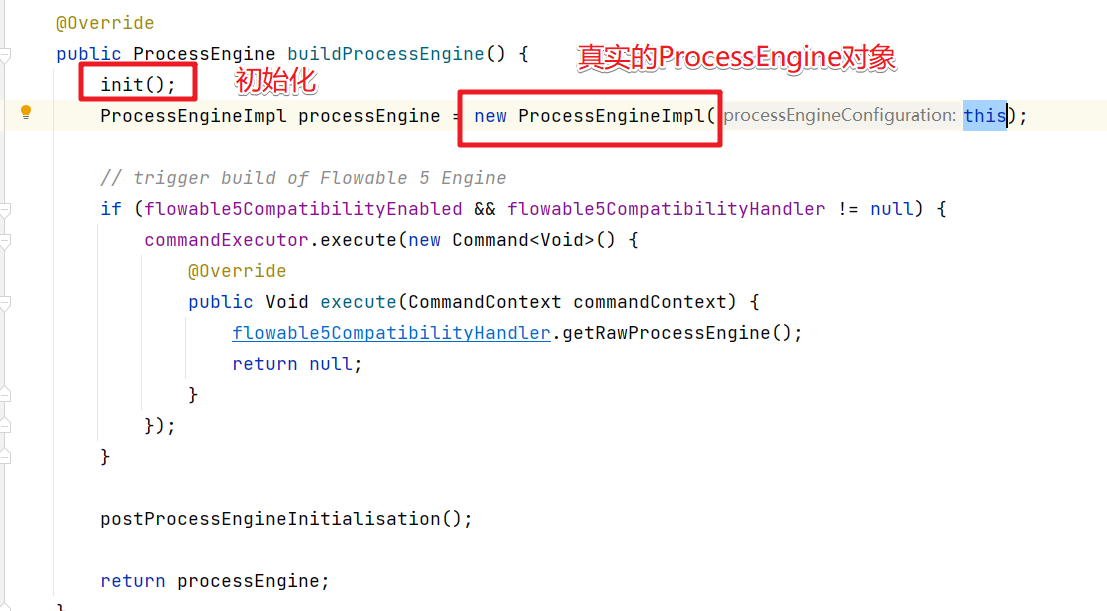 @Override
public ProcessEngine buildProcessEngine() {
真实的ProcessEngine对象
init();
初始化
ProcessEngineImpl processEngine = new ProcessEngineImpl( processEngineConfiguration: this);
// trigger build of Flowable 5 Engine
if (flowable5CompatibilityEnabled && flowable5CompatibilityHandler != null) {
commandExecutor.execute(new Command<Void>() {
@Override
public Void execute(CommandContext commandContext) {
flowable5CompatibilityHandler.getRawProcessEngine();
return null;
}
});
}
postProcessEngineInitialisation();
return processEngine;
}